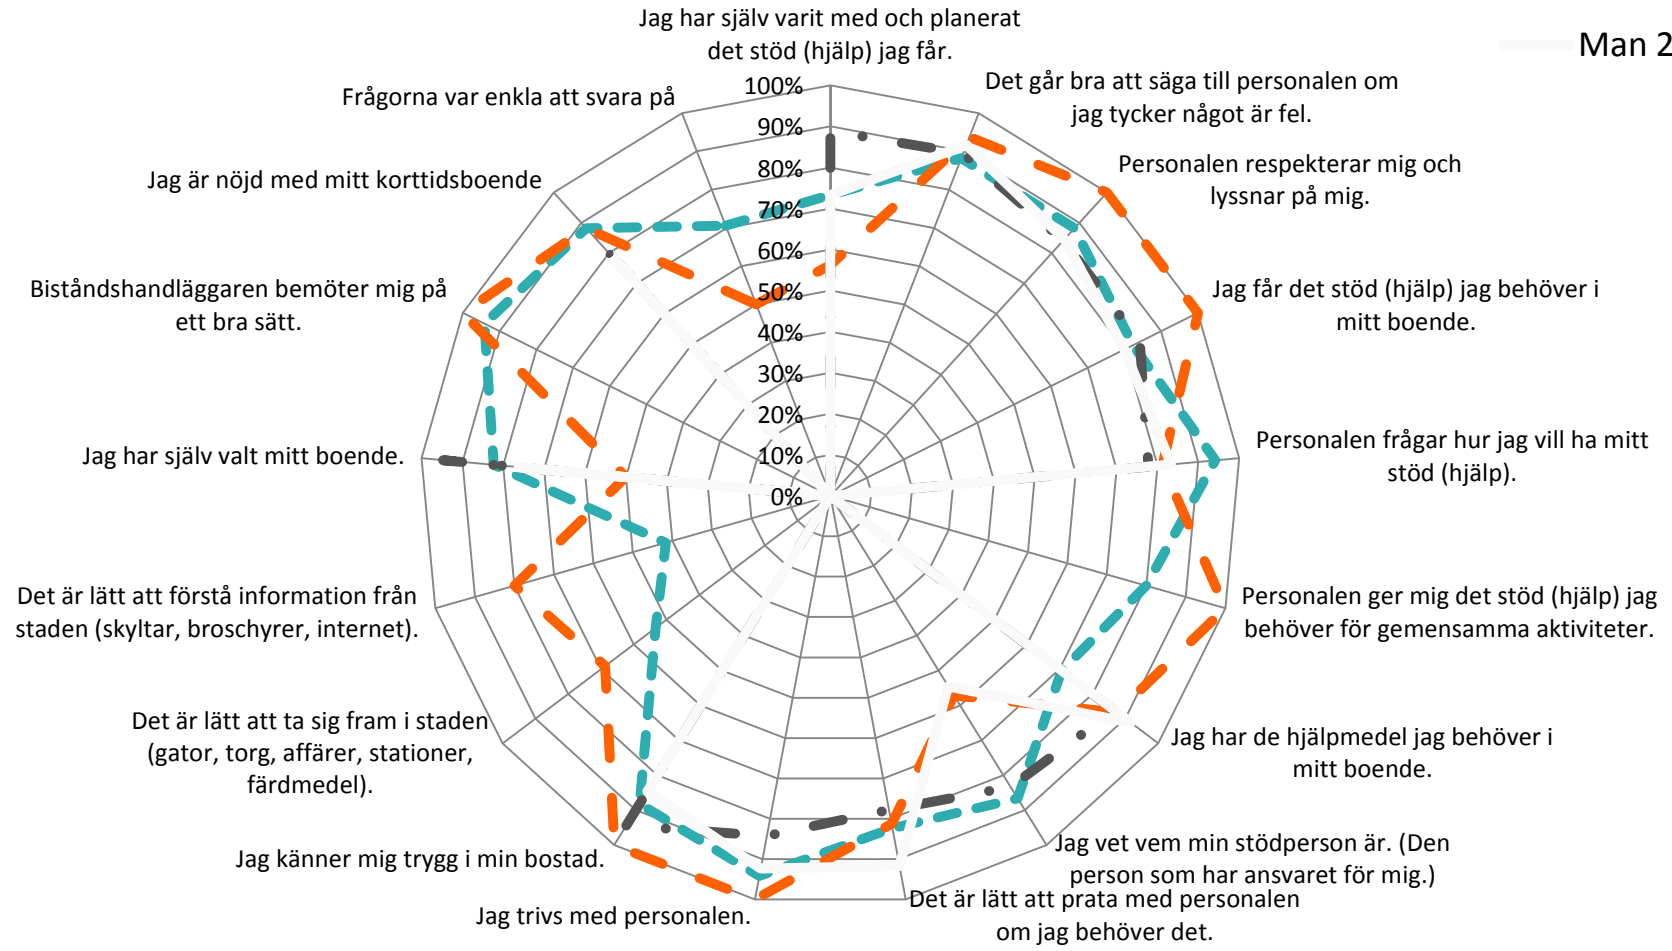 Jag har själv varit med och planerat
det stöd (hjälp) jag får.
Man 2
Det går bra att säga till personalen om
jag tycker något är fel.
Personalen respekterar mig och
lyssnar på mig.
Jag får det stöd (hjälp) jag behöver i
mitt boende.
Personalen frågar hur jag vill ha mitt
stöd (hjälp).
Personalen ger mig det stöd (hjälp) jag
behöver för gemensamma aktiviteter.
Jag har de hjälpmedel jag behöver i
mitt boende.
Jag vet vem min stödperson är. (Den
person som har ansvaret för mig.)
Det är lätt att prata med personalen
om jag behöver det.
Jag trivs med personalen.
Jag känner mig trygg i min bostad.
Det är lätt att ta sig fram i staden
(gator, torg, affärer, stationer,
färdmedel).
Det är lätt att förstå information från
staden (skyltar, broschyrer, internet).
Jag har själv valt mitt boende.
Biståndshandläggaren bemöter mig på
ett bra sätt.
Jag är nöjd med mitt korttidsboende
Frågorna var enkla att svara på
100%
90%
80%
70%
60%
50%
40%
30%
20%
10%
0%